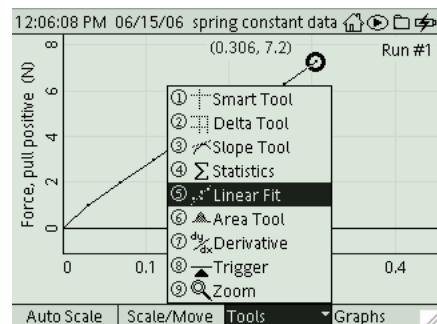 12:06:08 PM 06/15/06 spring constant data
(0.306, 7.2) Run #1
Force, pull positive (N)
8
6
4
2
0
① Smart Tool
② Delta Tool
③ Slope Tool
④ Σ Statistics
⑤ Linear Fit
⑥ Area Tool
⑦ dy/dx Derivative
⑧ Trigger
⑨ Zoom
0 0.1 0.4
Auto Scale Scale/Move Tools Graphs